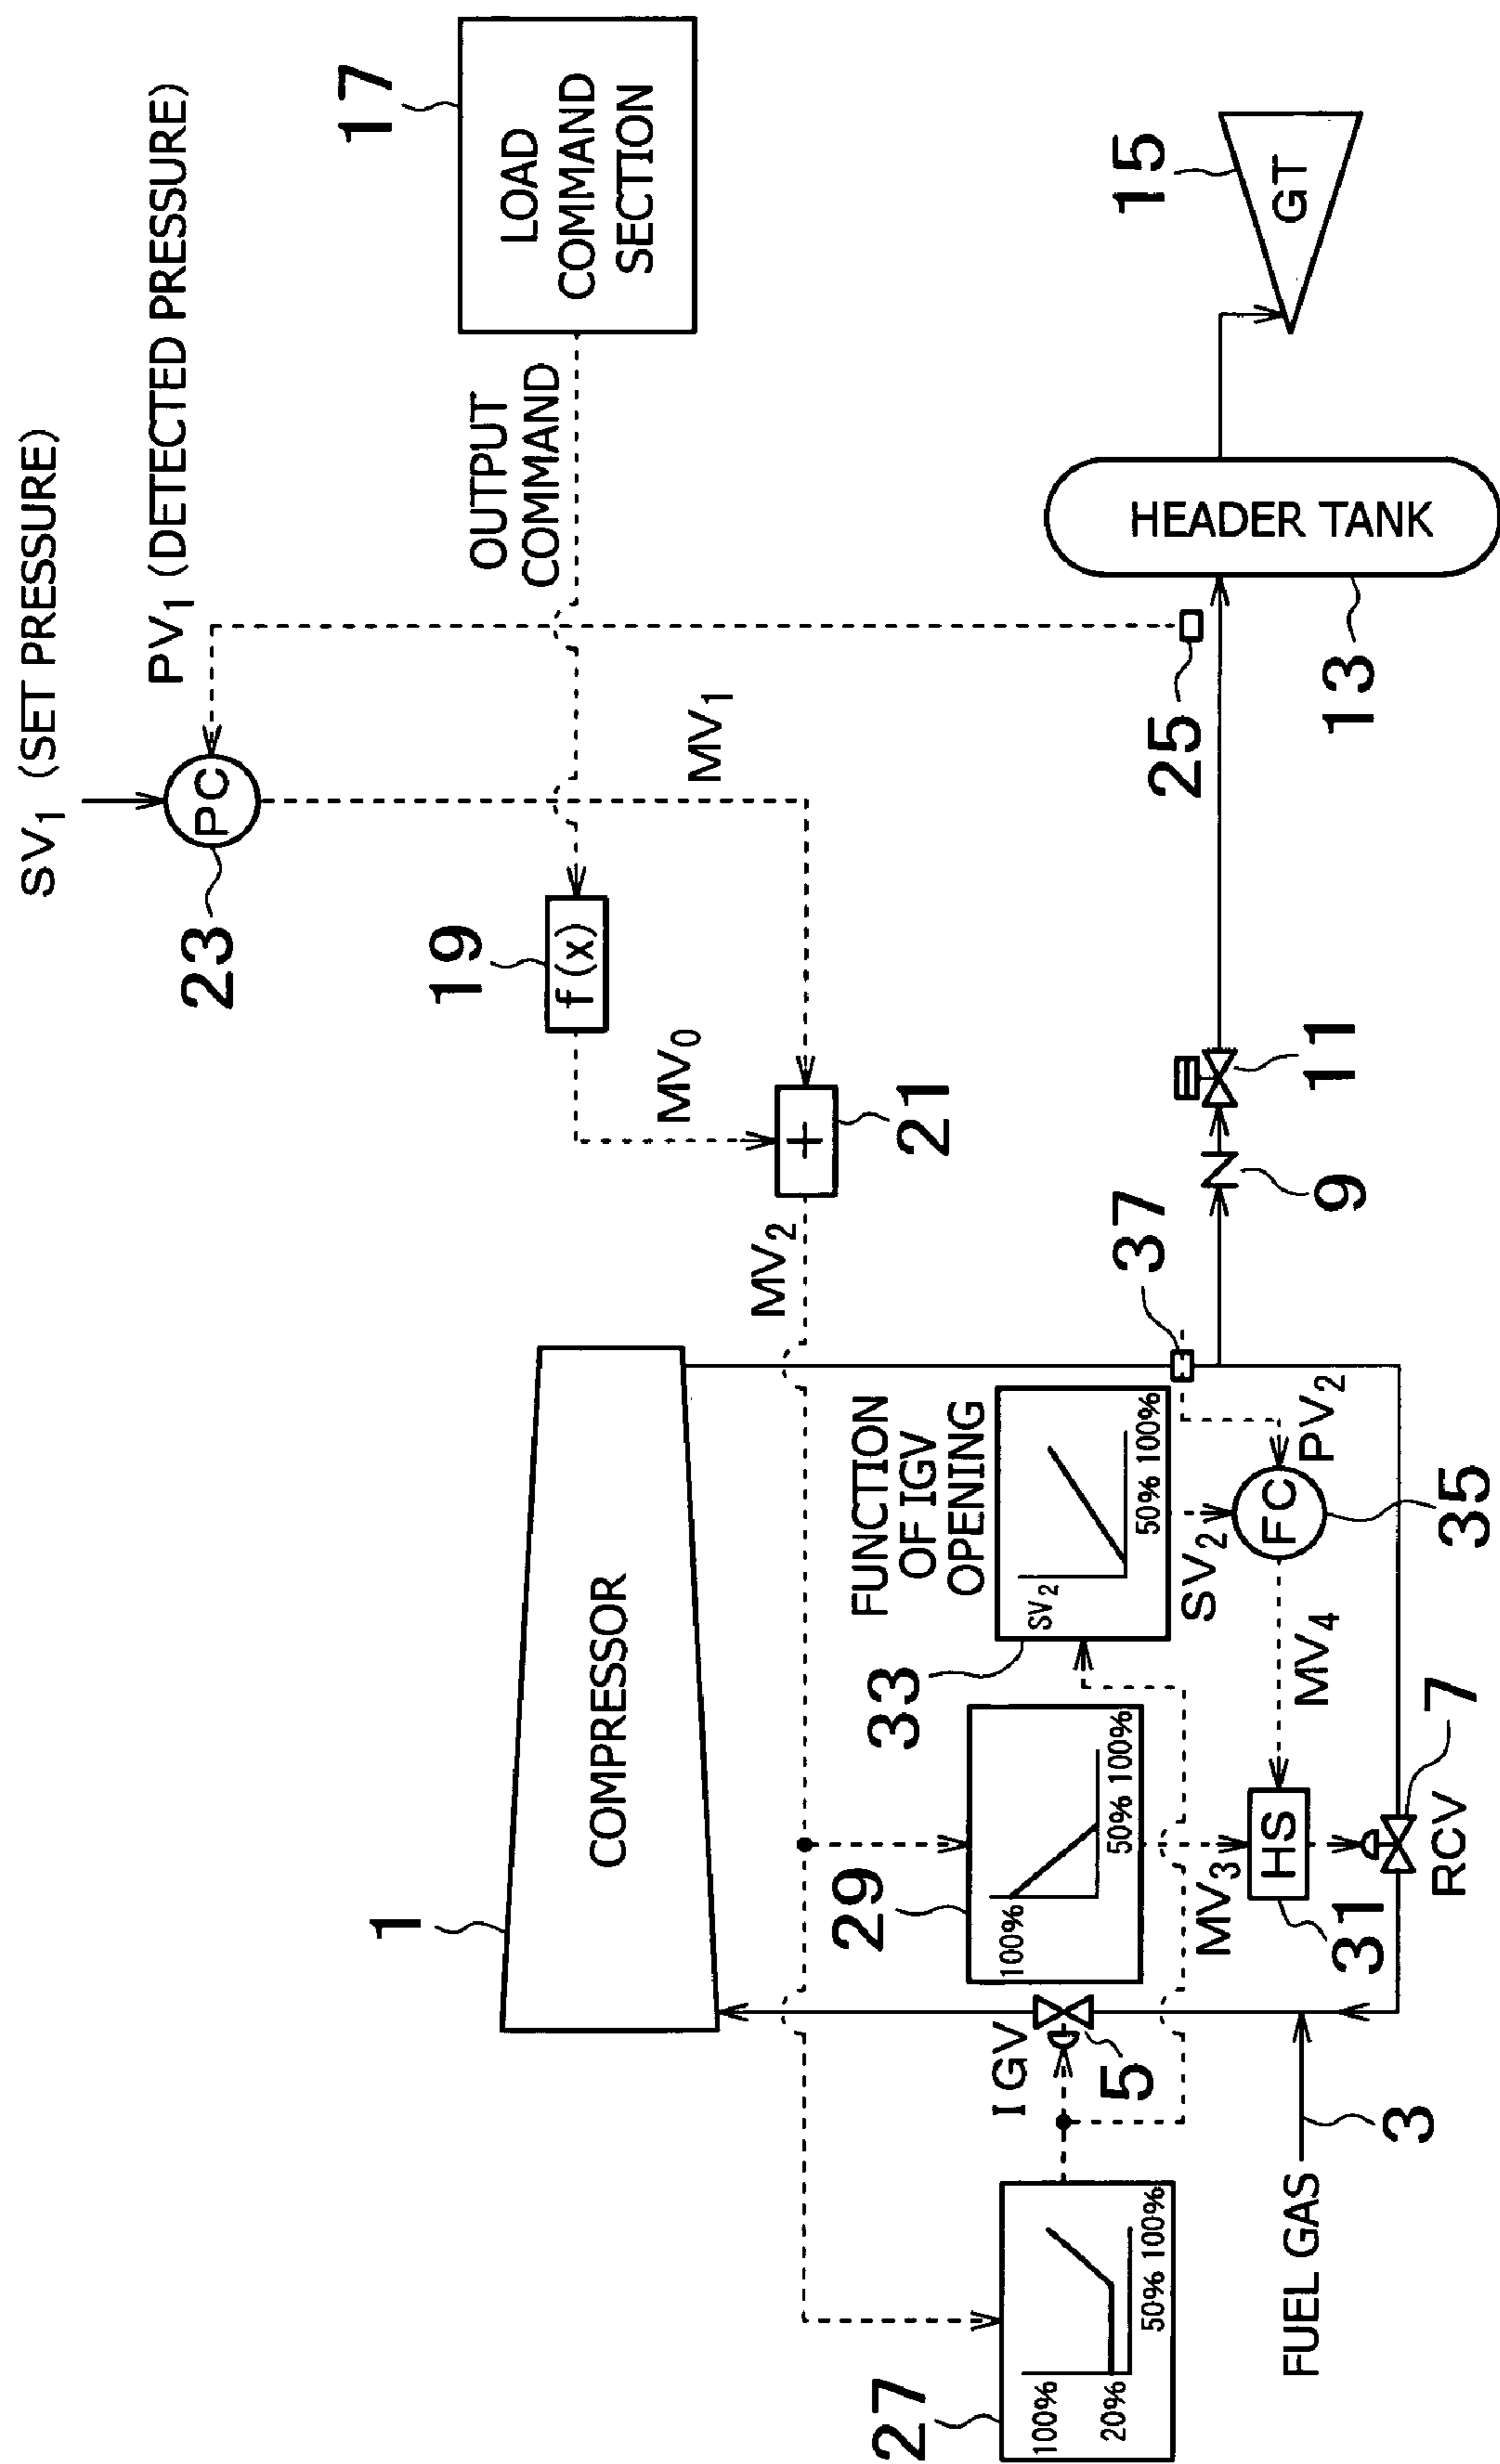 SV1 (SET PRESSURE)
PV1 (DETECTED PRESSURE)
17
LOAD
COMMAND
SECTION
OUTPUT
COMMAND
PC
23
19
f(x)
MV0
MV1
21
+
MV2
1
COMPRESSOR
FUNCTION
OF IGV
OPENING
33
SV2
50% 100%
29
100%
50% 100%
27
100%
20%
50% 100%
IGV
5
37
25
15
GT
HEADER TANK
13
11
9
SV2
PV2
FC
35
MV4
MV3
HS
31
7
RCV
3
FUEL GAS